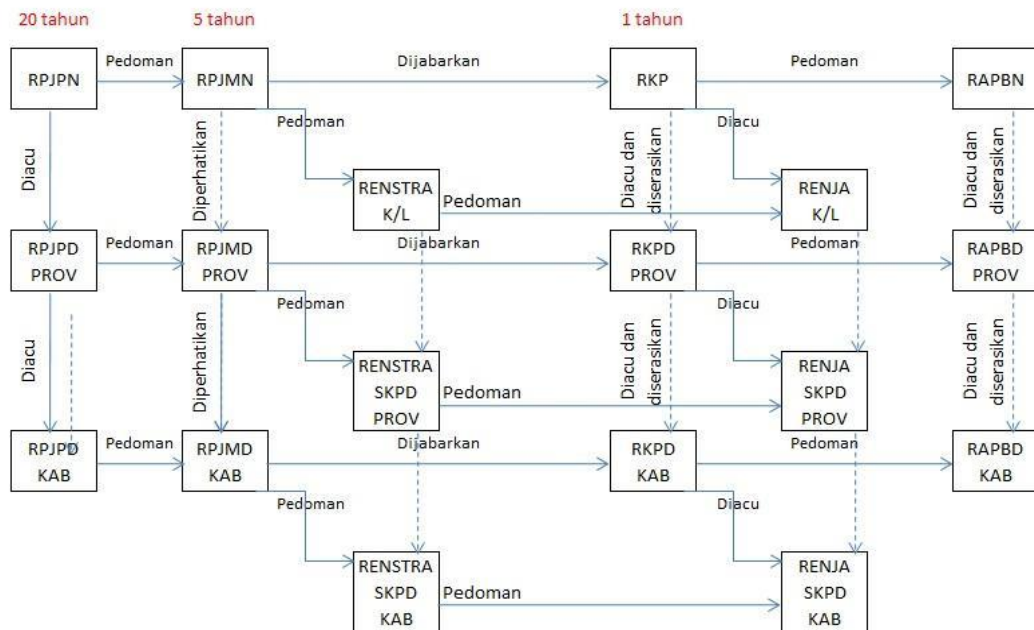 20 tahun
5 tahun
1 tahun
RPJPN
Pedoman
RPJMN
Dijabarkan
RKP
Pedoman
RAPBN
Pedoman
Diacu
Diacu
Diperhatikan
Diacu dan
diserasikan
Diacu dan
diserasikan
RENSTRA
K/L
Pedoman
RENJA
K/L
RPJPD
PROV
Pedoman
RPJMD
PROV
Dijabarkan
RKPD
PROV
Pedoman
RAPBD
PROV
Pedoman
Diacu
Diacu
Diperhatikan
Diacu dan
diserasikan
Diacu dan
diserasikan
RENSTRA
SKPD
PROV
Pedoman
RENJA
SKPD
PROV
RPJPD
KAB
Pedoman
RPJMD
KAB
Dijabarkan
RKPD
KAB
Pedoman
RAPBD
KAB
Pedoman
Diacu
RENSTRA
SKPD
KAB
Pedoman
RENJA
SKPD
KAB